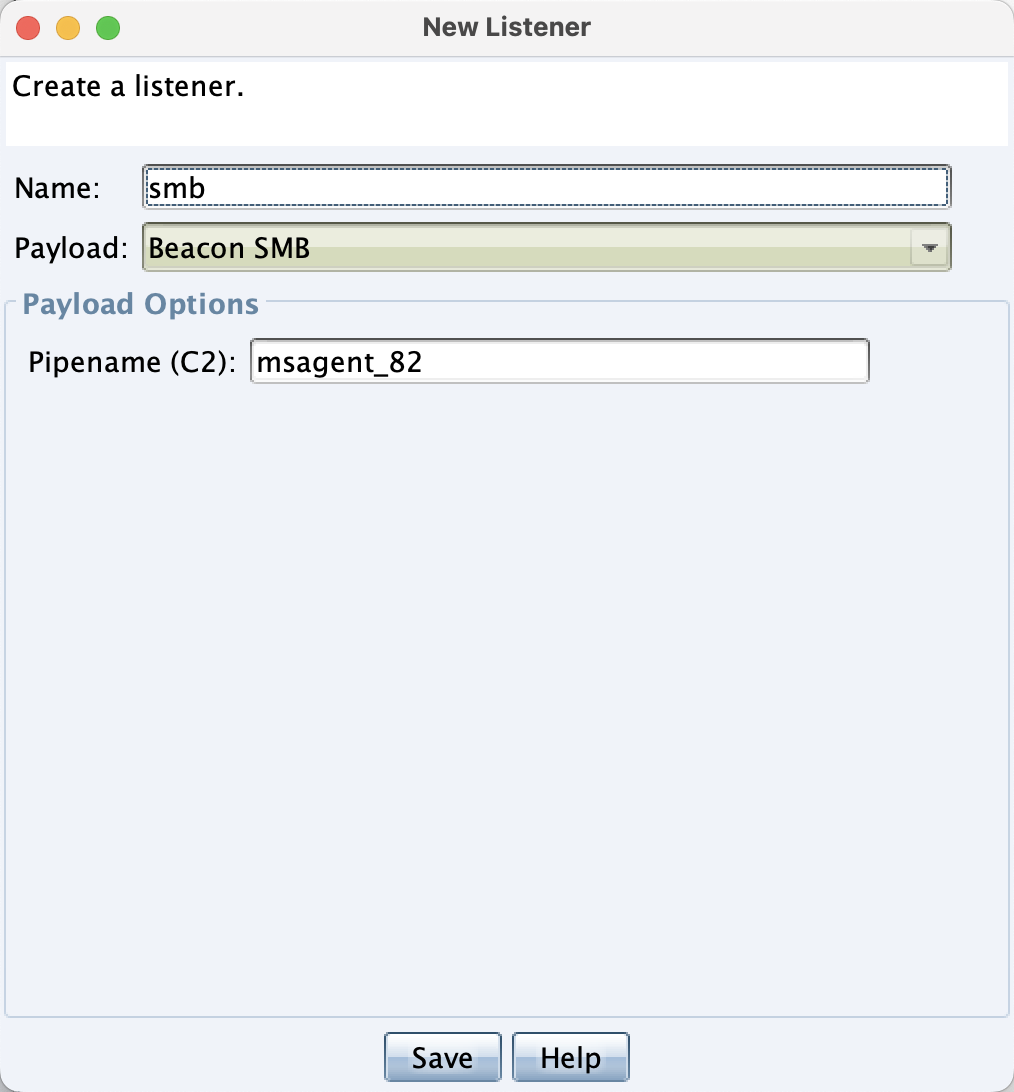 New Listener
Create a listener.
Name: smb
Payload: Beacon SMB
Payload Options
Pipename (C2): msagent_82
Save Help